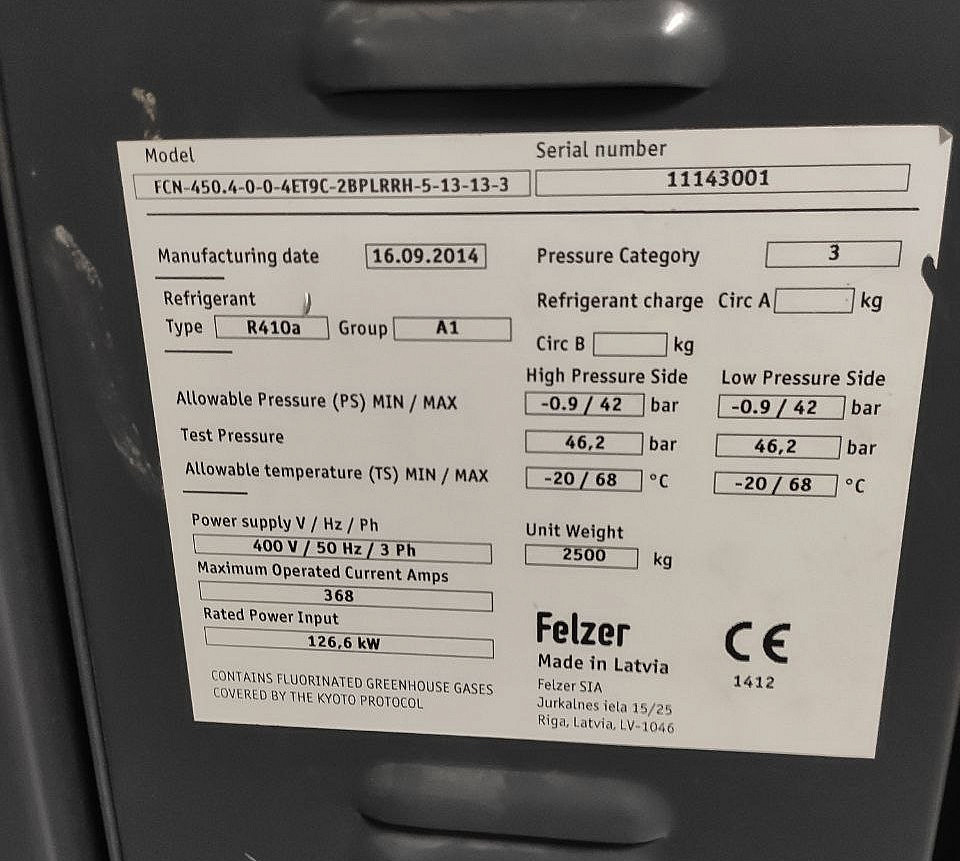 Model Serial number
FCN-450.4-0-0-4ET9C-2BPLRRH-5-13-13-3 11143001
Manufacturing date 16.09.2014 Pressure Category 3
Refrigerant Refrigerant charge Circ A kg
Type R410a Group A1
Circ B kg
High Pressure Side Low Pressure Side
Allowable Pressure (PS) MIN / MAX -0.9 / 42 bar -0.9 / 42 bar
Test Pressure 46,2 bar 46,2 bar
Allowable temperature (TS) MIN / MAX -20 / 68 °C -20 / 68 °C
Power supply V / Hz / Ph Unit Weight
400 V / 50 Hz / 3 Ph 2500 kg
Maximum Operated Current Amps
368
Rated Power Input
126,6 kW
CONTAINS FLUORINATED GREENHOUSE GASES
COVERED BY THE KYOTO PROTOCOL
Felzer CE
Made in Latvia 1412
Felzer SIA
Jurkalnes iela 15/25
Riga, Latvia, LV-1046